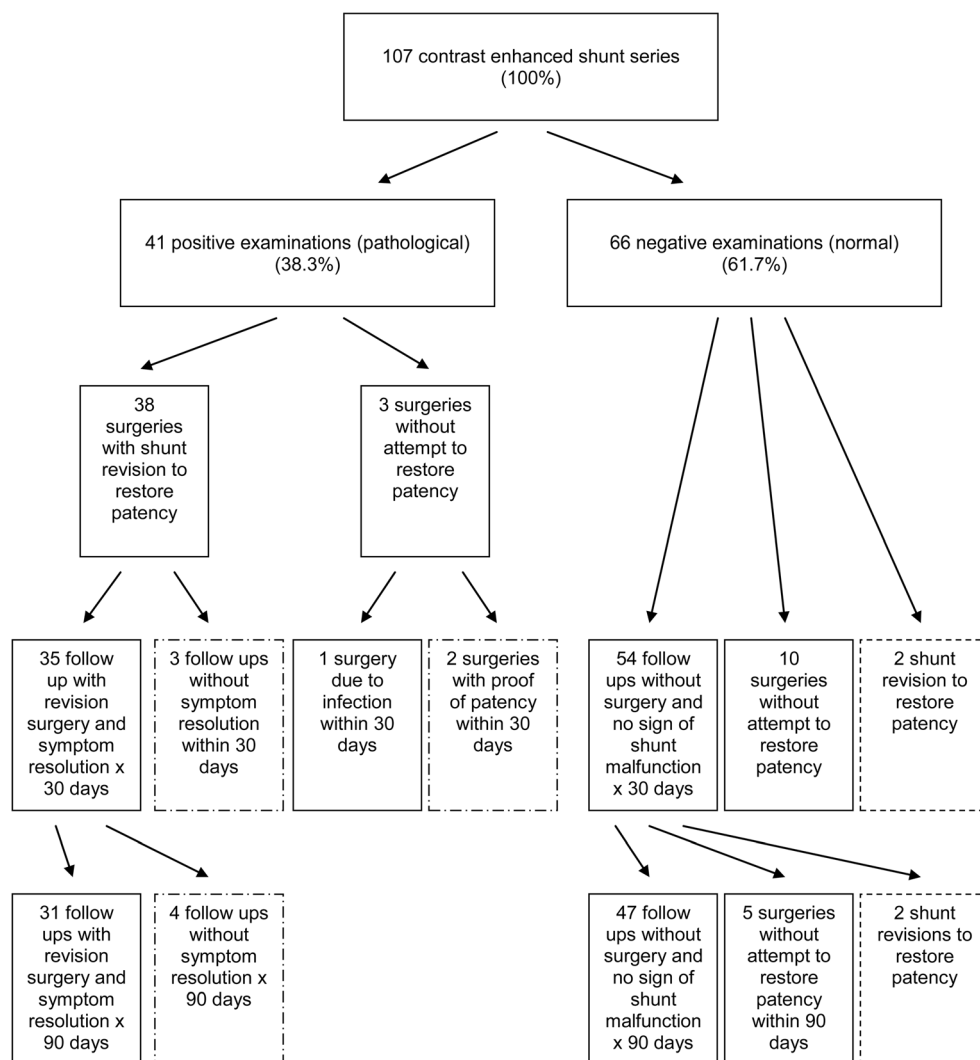 107 contrast enhanced shunt series
(100%)
41 positive examinations (pathological)
(38.3%)
66 negative examinations (normal)
(61.7%)
38
surgeries
with shunt
revision to
restore
patency
3 surgeries
without
attempt to
restore
patency
35 follow
up with
revision
surgery and
symptom
resolution x
30 days
3 follow ups
without
symptom
resolution
within 30
days
1 surgery
due to
infection
within 30
days
2 surgeries
with proof
of patency
within 30
days
54 follow
ups without
surgery and
no sign of
shunt
malfunction
x 30 days
10
surgeries
without
attempt to
restore
patency
2 shunt
revision to
restore
patency
31 follow
ups with
revision
surgery and
symptom
resolution x
90 days
4 follow ups
without
symptom
resolution x
90 days
47 follow
ups without
surgery and
no sign of
shunt
malfunction
x 90 days
5 surgeries
without
attempt to
restore
patency
within 90
days
2 shunt
revisions to
restore
patency